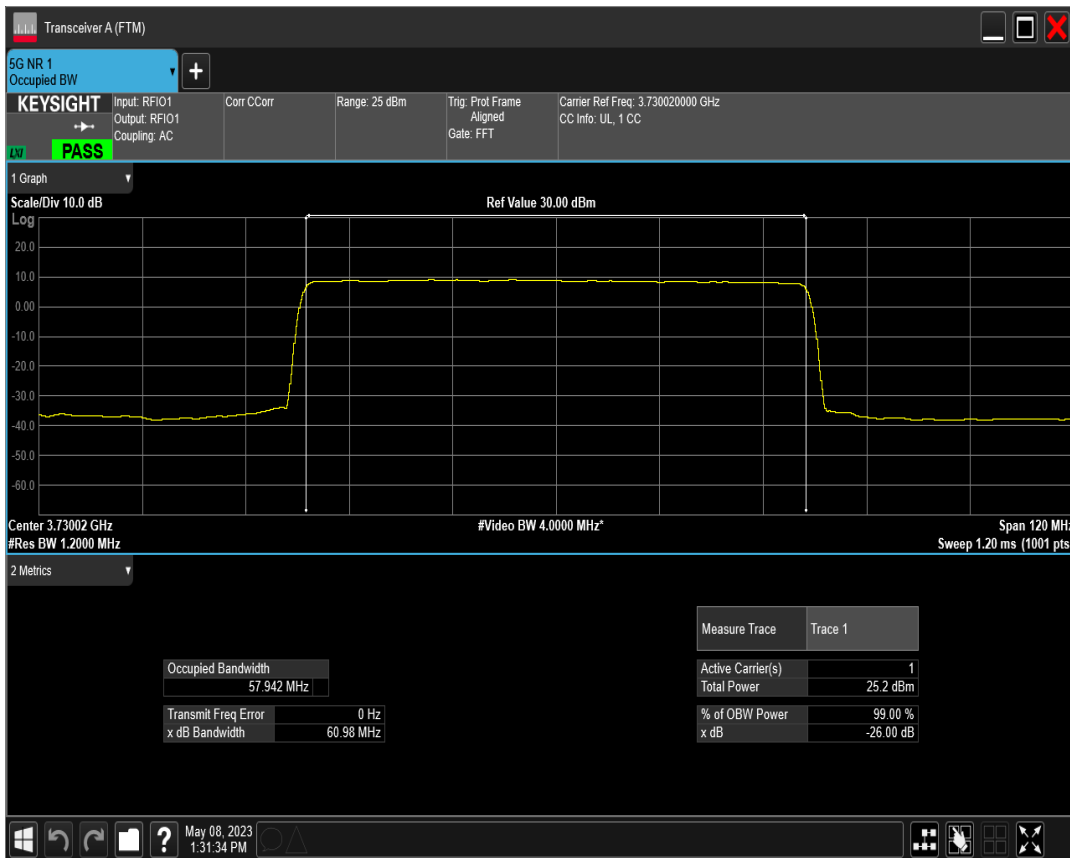 Transceiver A (FTM)
5G NR 1
Occupied BW
+
KEYSIGHT
LXI
PASS
Input: RFIO1
Output: RFIO1
Coupling: AC
Corr CCorr
Range: 25 dBm
Trig: Prot Frame
Aligned
Gate: FFT
Carrier Ref Freq: 3.730020000 GHz
CC Info: UL, 1 CC
1 Graph
Scale/Div 10.0 dB
Ref Value 30.00 dBm
Log
20.0
10.0
0.00
-10.0
-20.0
-30.0
-40.0
-50.0
-60.0
Center 3.73002 GHz
#Video BW 4.0000 MHz*
Span 120 MHz
#Res BW 1.2000 MHz
Sweep 1.20 ms (1001 pts
2 Metrics
Measure Trace Trace 1
Occupied Bandwidth
57.942 MHz
Active Carrier(s) 1
Total Power 25.2 dBm
Transmit Freq Error 0 Hz
x dB Bandwidth 60.98 MHz
% of OBW Power 99.00 %
x dB -26.00 dB
?
May 08, 2023
1:31:34 PM